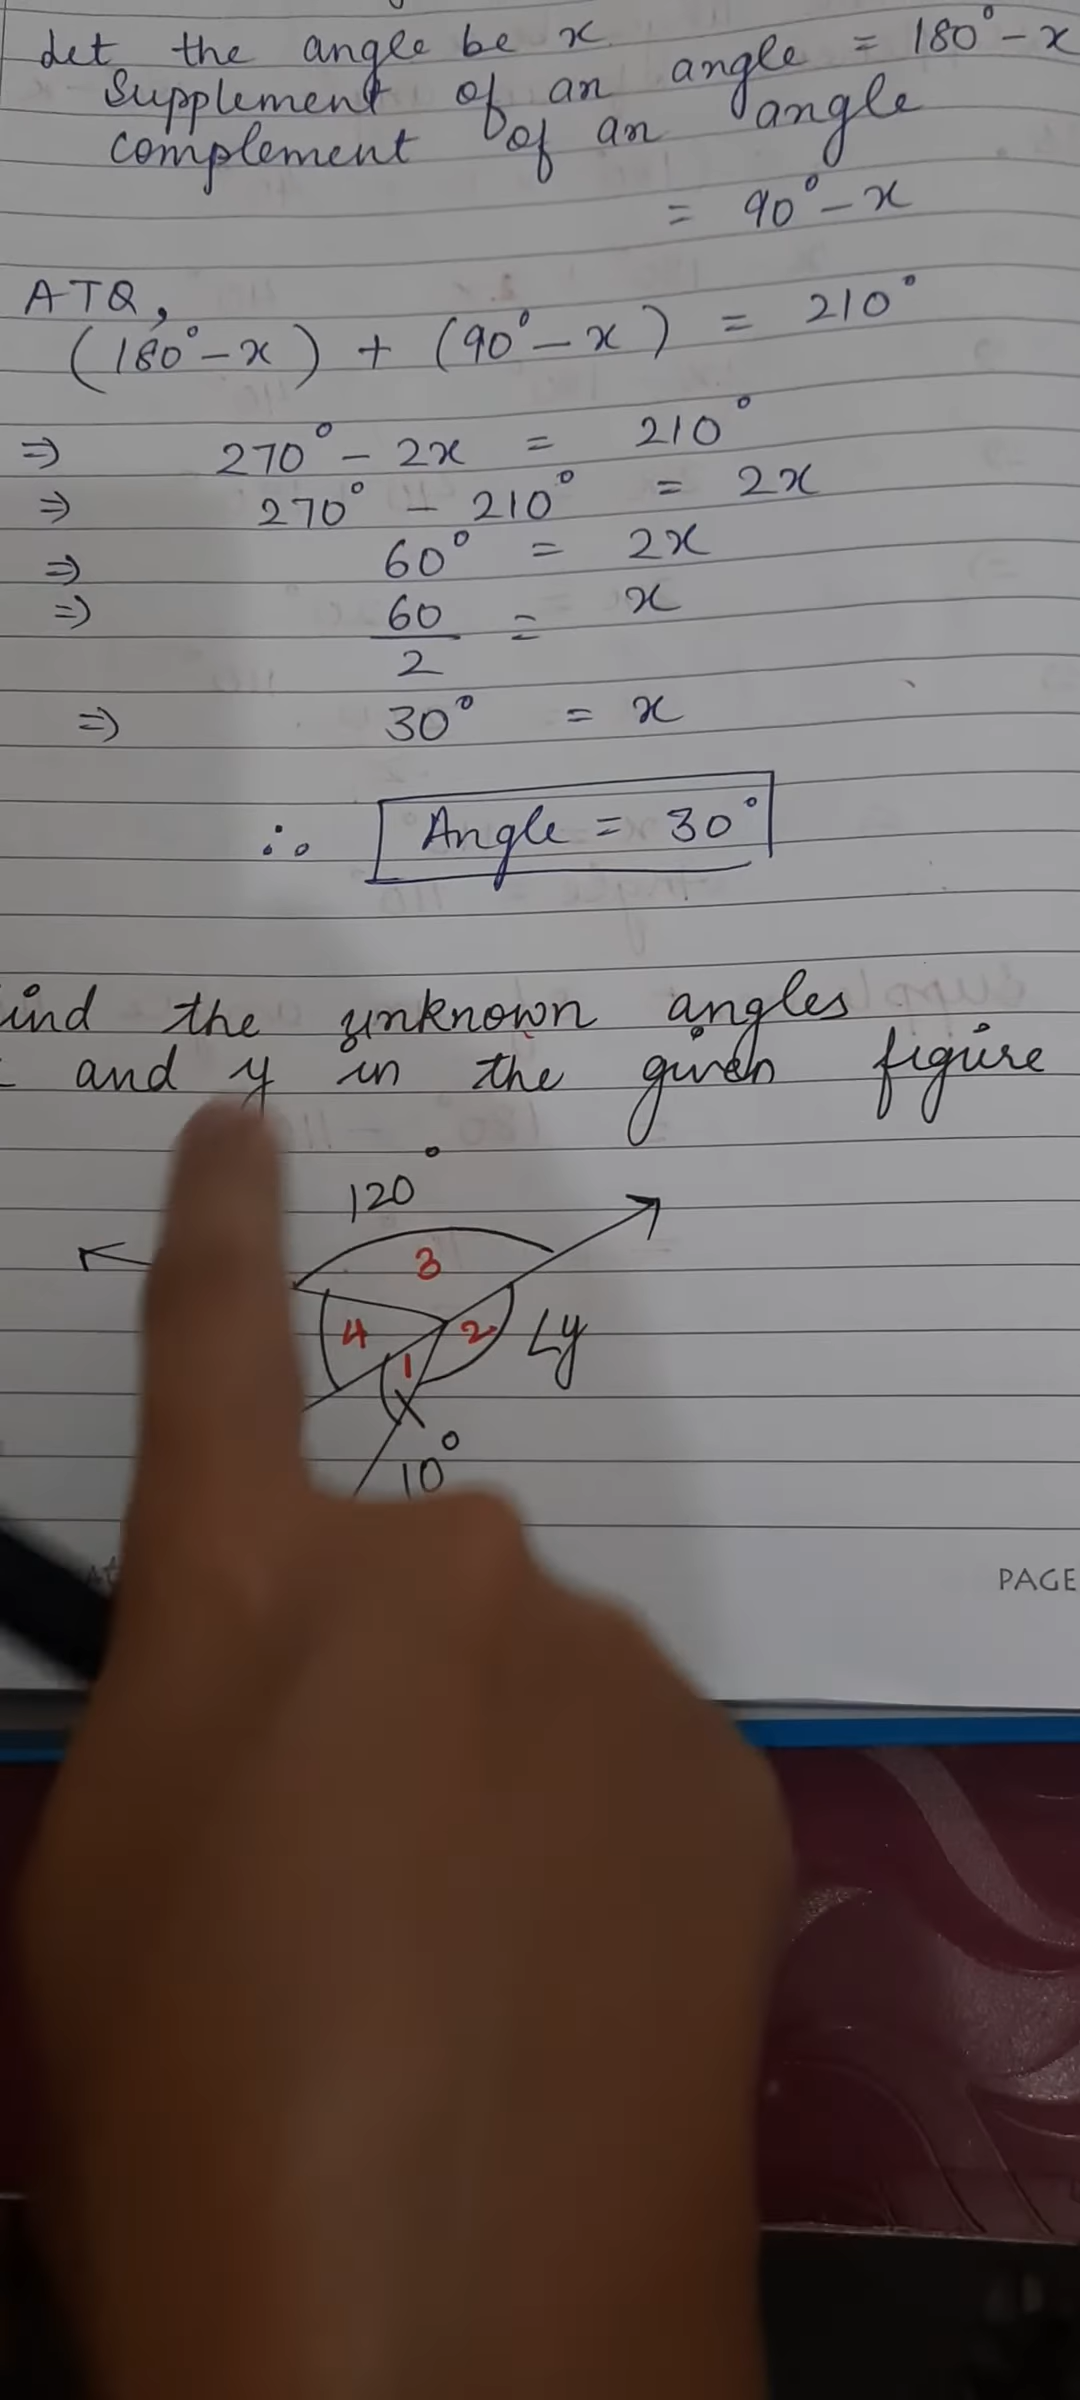 Let the angle be x
Supplement of an angle = 180° - x
complement of an angle
= 90° - x
ATQ,
(180° - x) + (90° - x) = 210°
⇒ 270° - 2x = 210°
⇒ 270° - 210° = 2x
⇒ 60° = 2x
⇒ 60/2 = x
⇒ 30° = x
∴ Angle = 30°
ind the unknown angles
and y in the given figure
120°
3
4 1 2 ∠y
10°
PAGE